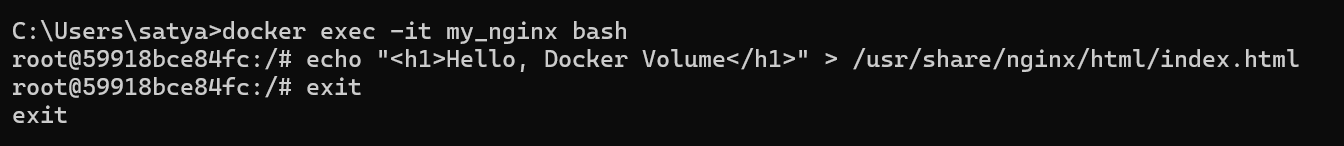 C:\Users\satya>docker exec -it my_nginx bash
root@59918bce84fc:/# echo "<h1>Hello, Docker Volume</h1>" > /usr/share/nginx/html/index.html
root@59918bce84fc:/# exit
exit